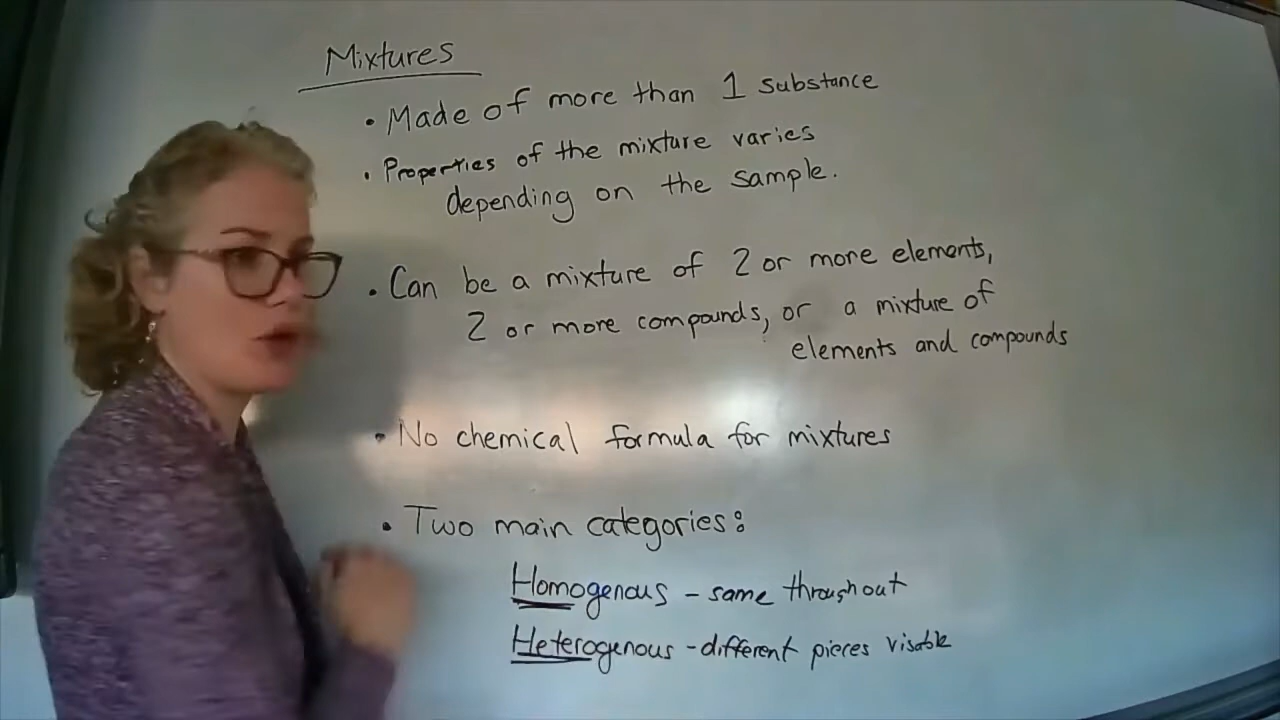 Mixtures
• Made of more than 1 substance
• Properties of the mixture varies
depending on the sample.
• Can be a mixture of 2 or more elements,
2 or more compounds, or a mixture of
elements and compounds
• No chemical formula for mixtures
• Two main categories:
Homogenous - same throughout
Heterogenous - different pieces visable